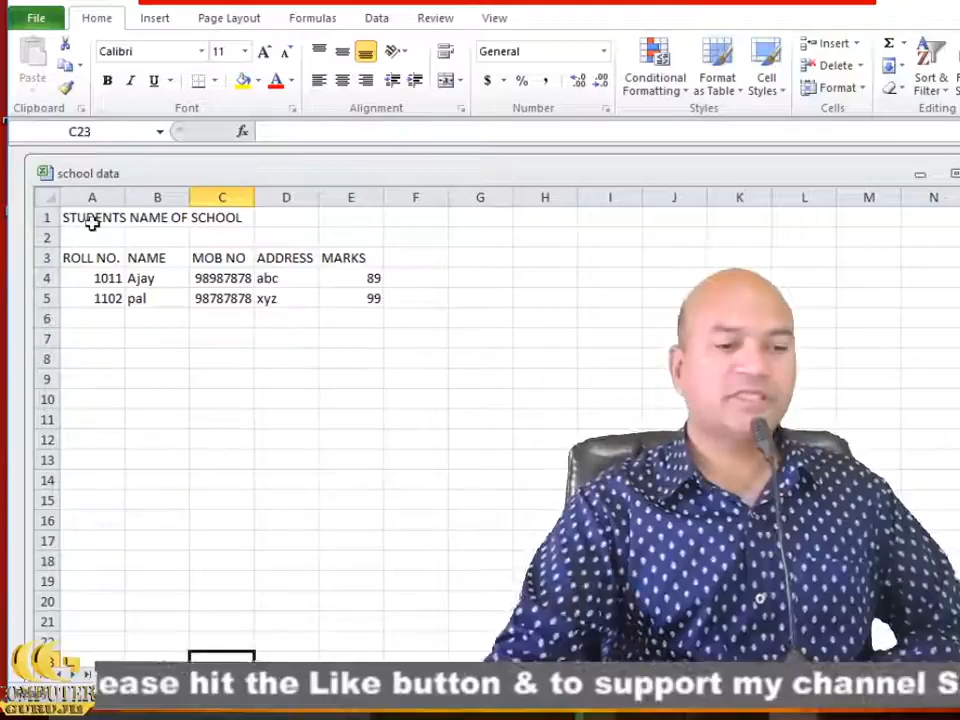 File Home Insert Page Layout Formulas Data Review View
Calibri 11 A A General Σ
Paste B I U A $ % , Conditional Formatting Format as Table Cell Styles Insert Delete Format Sort & Filter
Clipboard Font Alignment Number Styles Cells Editing
C23 fx
school data
A B C D E F G H I J K L M N
1 STUDENTS NAME OF SCHOOL
2
3 ROLL NO. NAME MOB NO ADDRESS MARKS
4 1011 Ajay 98987878 abc 89
5 1102 pal 98787878 xyz 99
6
7
8
9
10
11
12
13
14
15
16
17
18
19
20
21
22
COMPUTER GURUJI
ease hit the Like button & to support my channel S